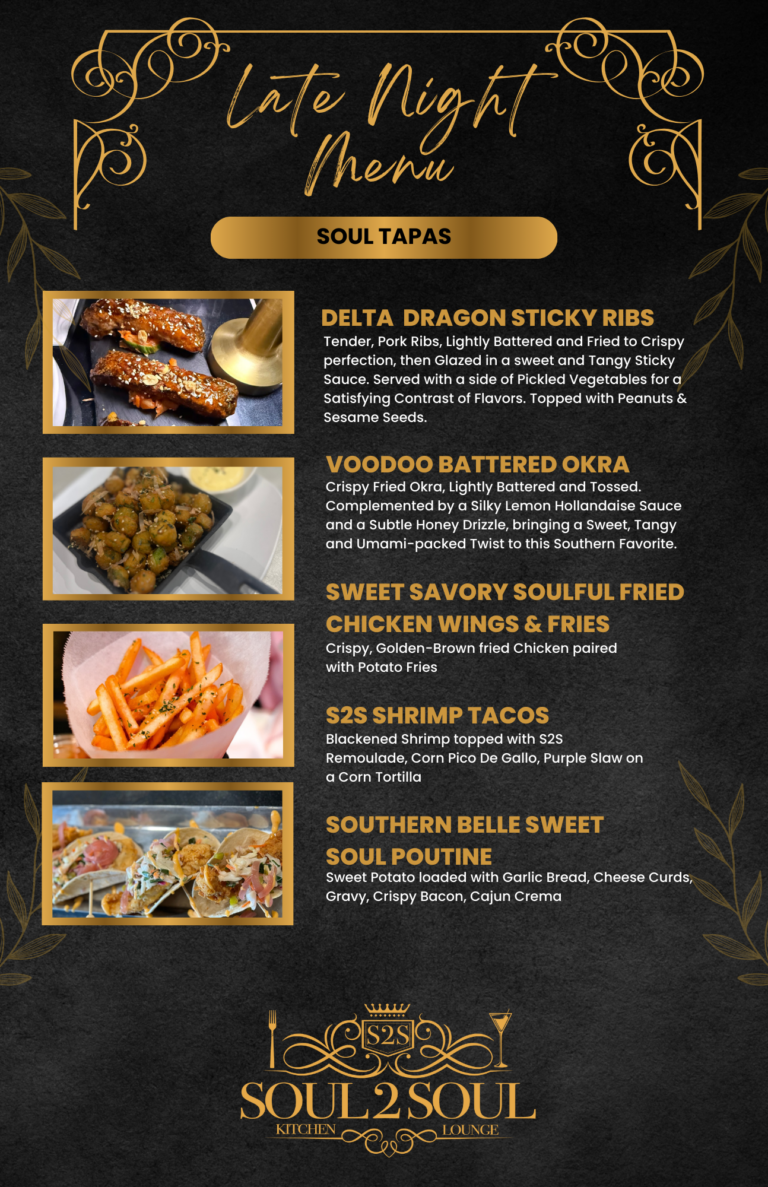 Late Night
Menu
SOUL TAPAS
DELTA DRAGON STICKY RIBS
Tender, Pork Ribs, Lightly Battered and Fried to Crispy
perfection, then Glazed in a sweet and Tangy Sticky
Sauce. Served with a side of Pickled Vegetables for a
Satisfying Contrast of Flavors. Topped with Peanuts &
Sesame Seeds.
VOODOO BATTERED OKRA
Crispy Fried Okra, Lightly Battered and Tossed.
Complemented by a Silky Lemon Hollandaise Sauce
and a Subtle Honey Drizzle, bringing a Sweet, Tangy
and Umami-packed Twist to this Southern Favorite.
SWEET SAVORY SOULFUL FRIED
CHICKEN WINGS & FRIES
Crispy, Golden-Brown fried Chicken paired
with Potato Fries
S2S SHRIMP TACOS
Blackened Shrimp topped with S2S
Remoulade, Corn Pico De Gallo, Purple Slaw on
a Corn Tortilla
SOUTHERN BELLE SWEET
SOUL POUTINE
Sweet Potato loaded with Garlic Bread, Cheese Curds,
Gravy, Crispy Bacon, Cajun Crema
S2S
SOUL2SOUL
KITCHEN LOUNGE